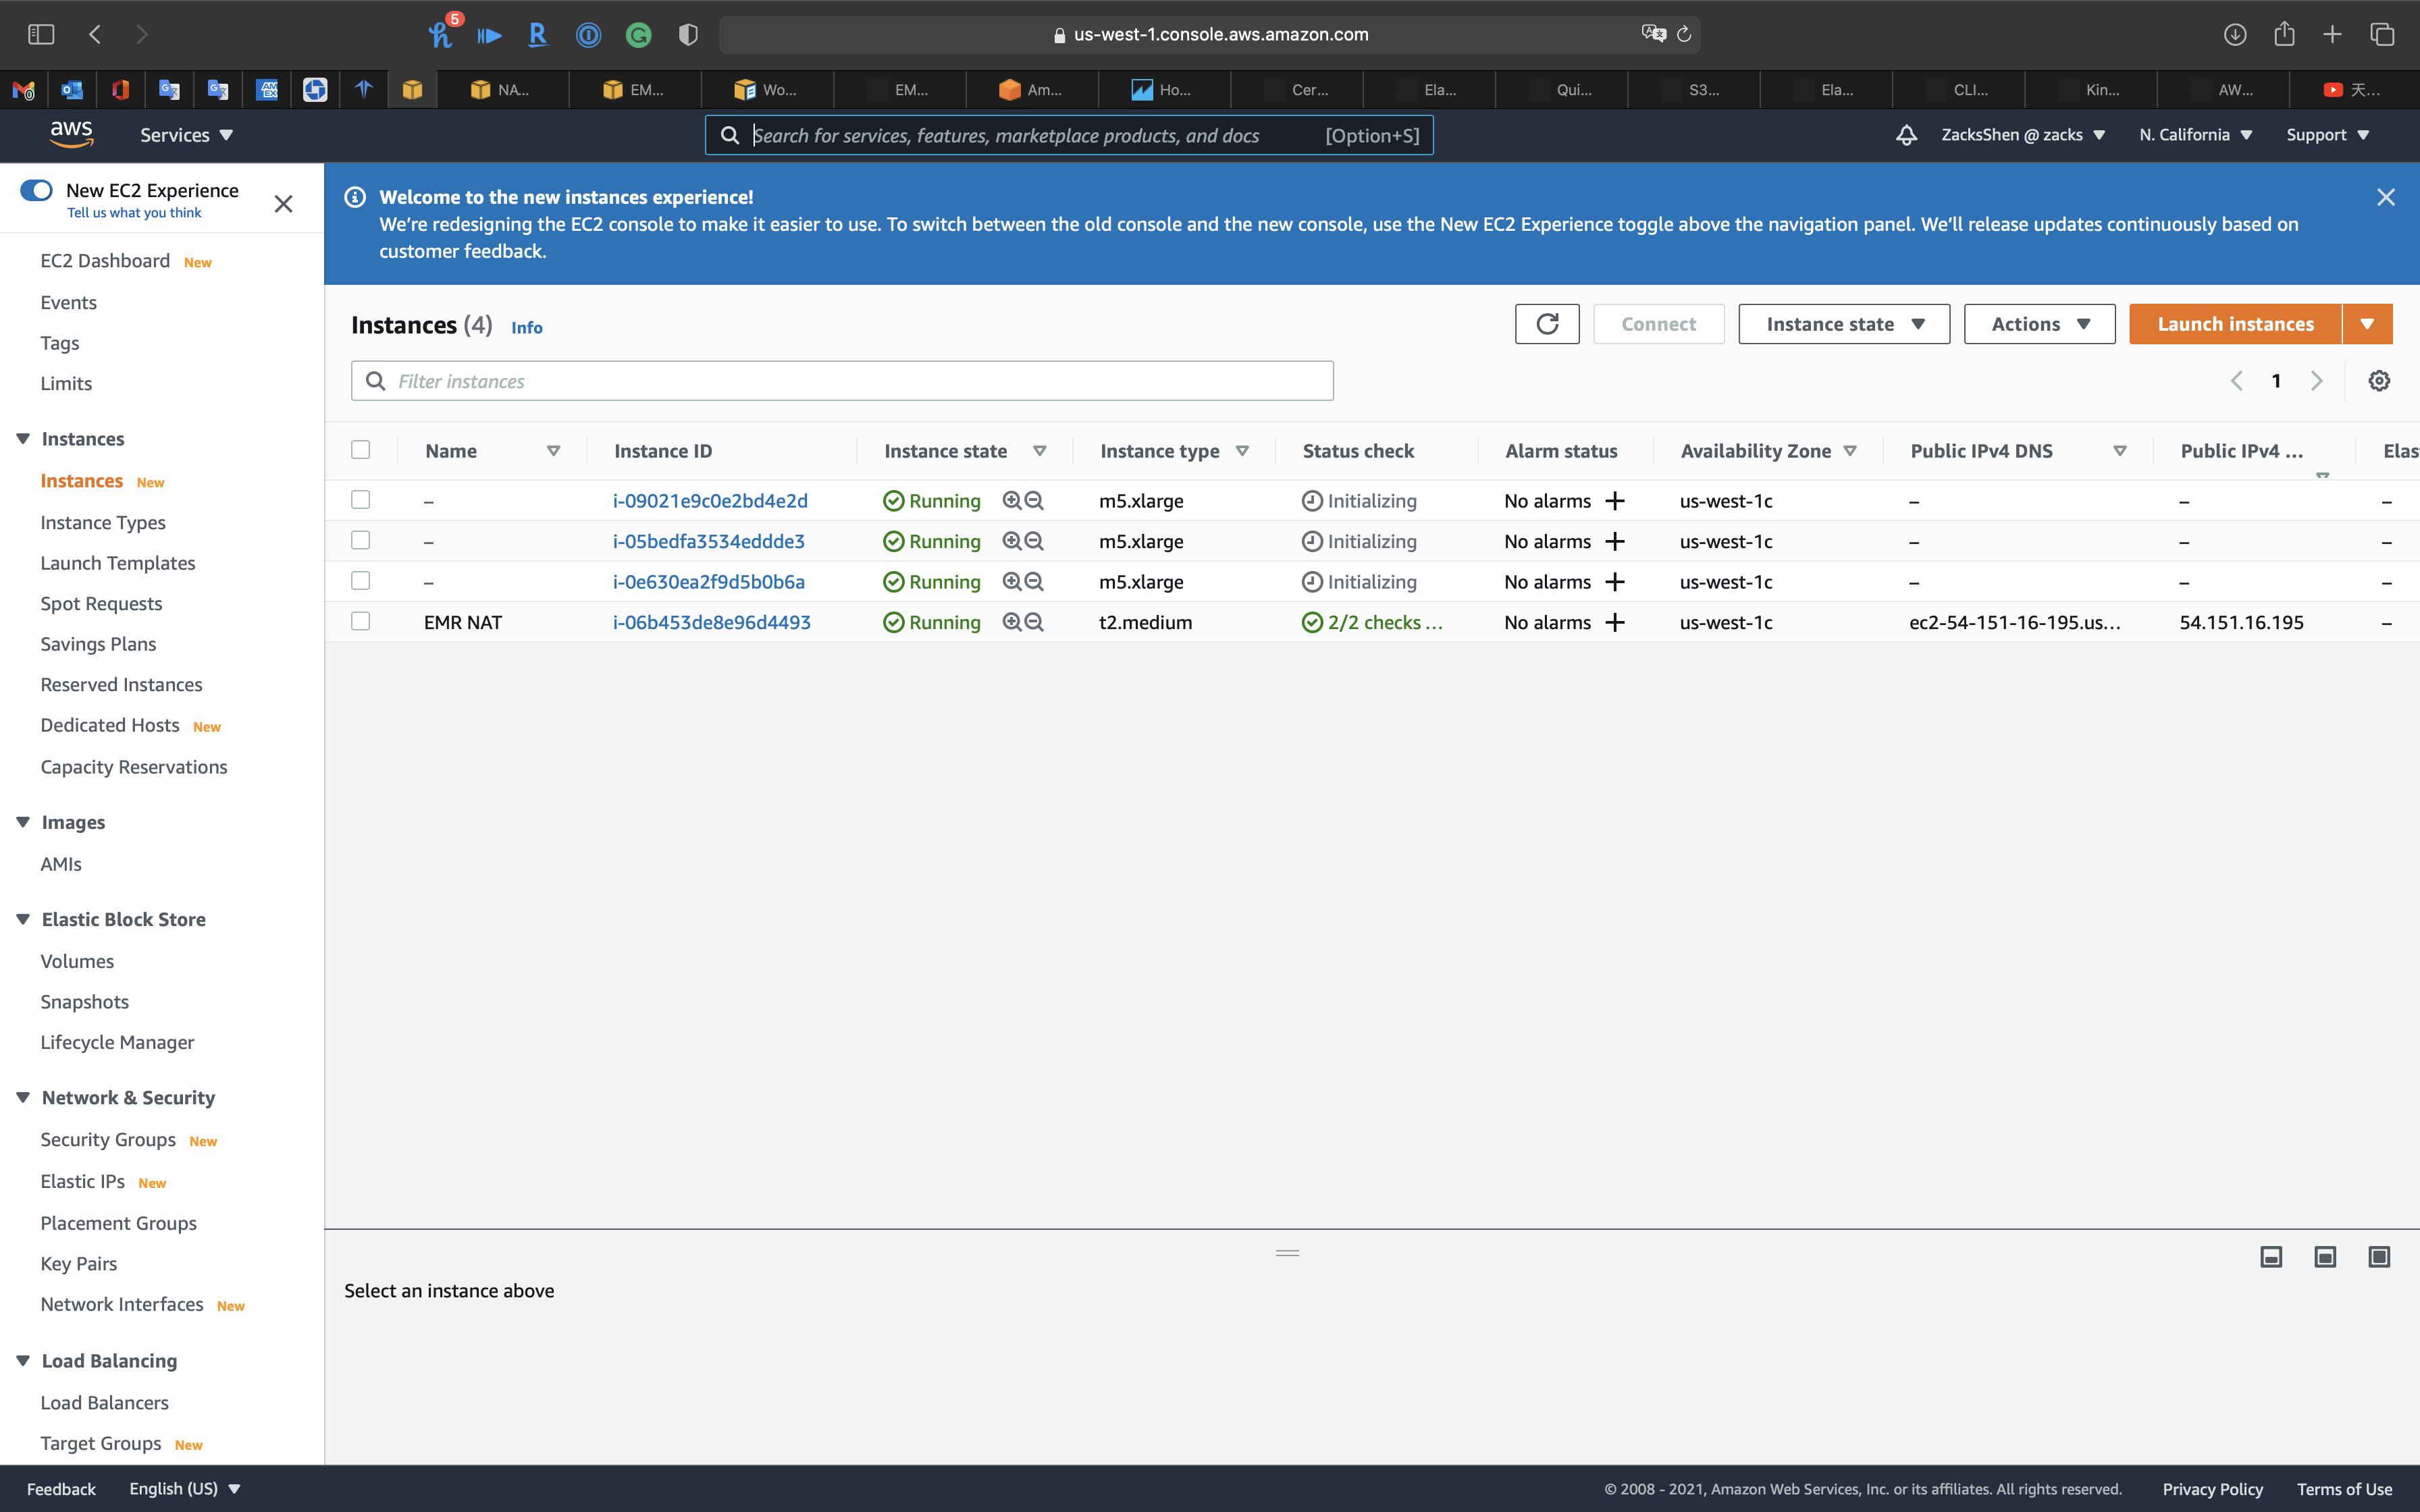 5
us-west-1.console.aws.amazon.com
NA...
EM...
Wo...
EM...
Am...
Ho...
Cer...
Ela...
Qui...
S3...
Ela...
CLI...
Kin...
AW...
天...
aws
Services
Search for services, features, marketplace products, and docs [Option+S]
ZacksShen @ zacks
N. California
Support
New EC2 Experience
Tell us what you think
EC2 Dashboard New
Events
Tags
Limits
Instances
Instances New
Instance Types
Launch Templates
Spot Requests
Savings Plans
Reserved Instances
Dedicated Hosts New
Capacity Reservations
Images
AMIs
Elastic Block Store
Volumes
Snapshots
Lifecycle Manager
Network & Security
Security Groups New
Elastic IPs New
Placement Groups
Key Pairs
Network Interfaces New
Load Balancing
Load Balancers
Target Groups New
Welcome to the new instances experience!
We're redesigning the EC2 console to make it easier to use. To switch between the old console and the new console, use the New EC2 Experience toggle above the navigation panel. We'll release updates continuously based on
customer feedback.
Instances (4) Info
Connect
Instance state
Actions
Launch instances
Filter instances
1
Name Instance ID Instance state Instance type Status check Alarm status Availability Zone Public IPv4 DNS Public IPv4 ... Elas
– i-09021e9c0e2bd4e2d Running m5.xlarge Initializing No alarms + us-west-1c – – –
– i-05bedfa3534eddde3 Running m5.xlarge Initializing No alarms + us-west-1c – – –
– i-0e630ea2f9d5b0b6a Running m5.xlarge Initializing No alarms + us-west-1c – – –
EMR NAT i-06b453de8e96d4493 Running t2.medium 2/2 checks ... No alarms + us-west-1c ec2-54-151-16-195.us... 54.151.16.195 –
Select an instance above
Feedback
English (US)
© 2008 - 2021, Amazon Web Services, Inc. or its affiliates. All rights reserved.
Privacy Policy
Terms of Use